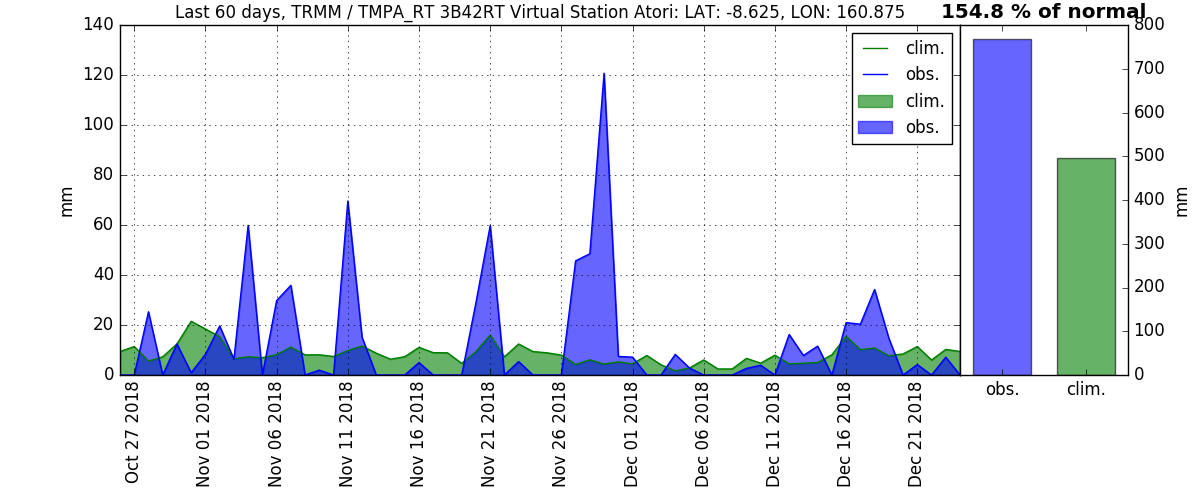 Last 60 days, TRMM / TMPA_RT 3B42RT Virtual Station Atori: LAT: -8.625, LON: 160.875
154.8 % of normal
140
120
100
80
60
40
20
0
mm
clim.
obs.
clim.
obs.
800
700
600
500
400
300
200
100
0
mm
obs.
clim.
Oct 27 2018
Nov 01 2018
Nov 06 2018
Nov 11 2018
Nov 16 2018
Nov 21 2018
Nov 26 2018
Dec 01 2018
Dec 06 2018
Dec 11 2018
Dec 16 2018
Dec 21 2018